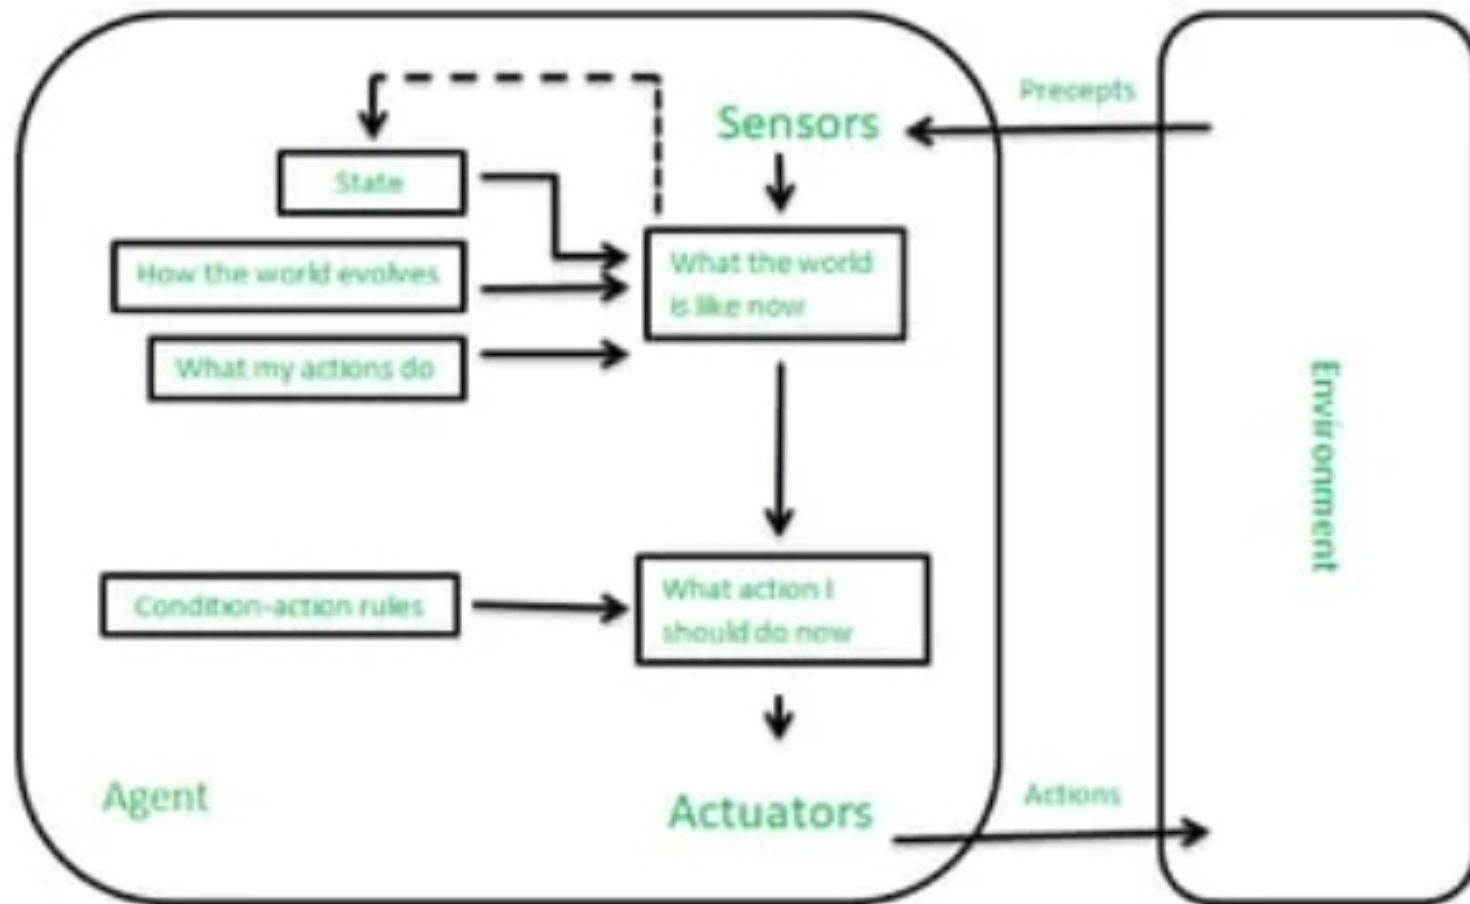 Precepts
Sensors
State
How the world evolves
What the world
is like now
What my actions do
Environment
Condition-action rules
What action I
should do now
Agent
Actuators
Actions